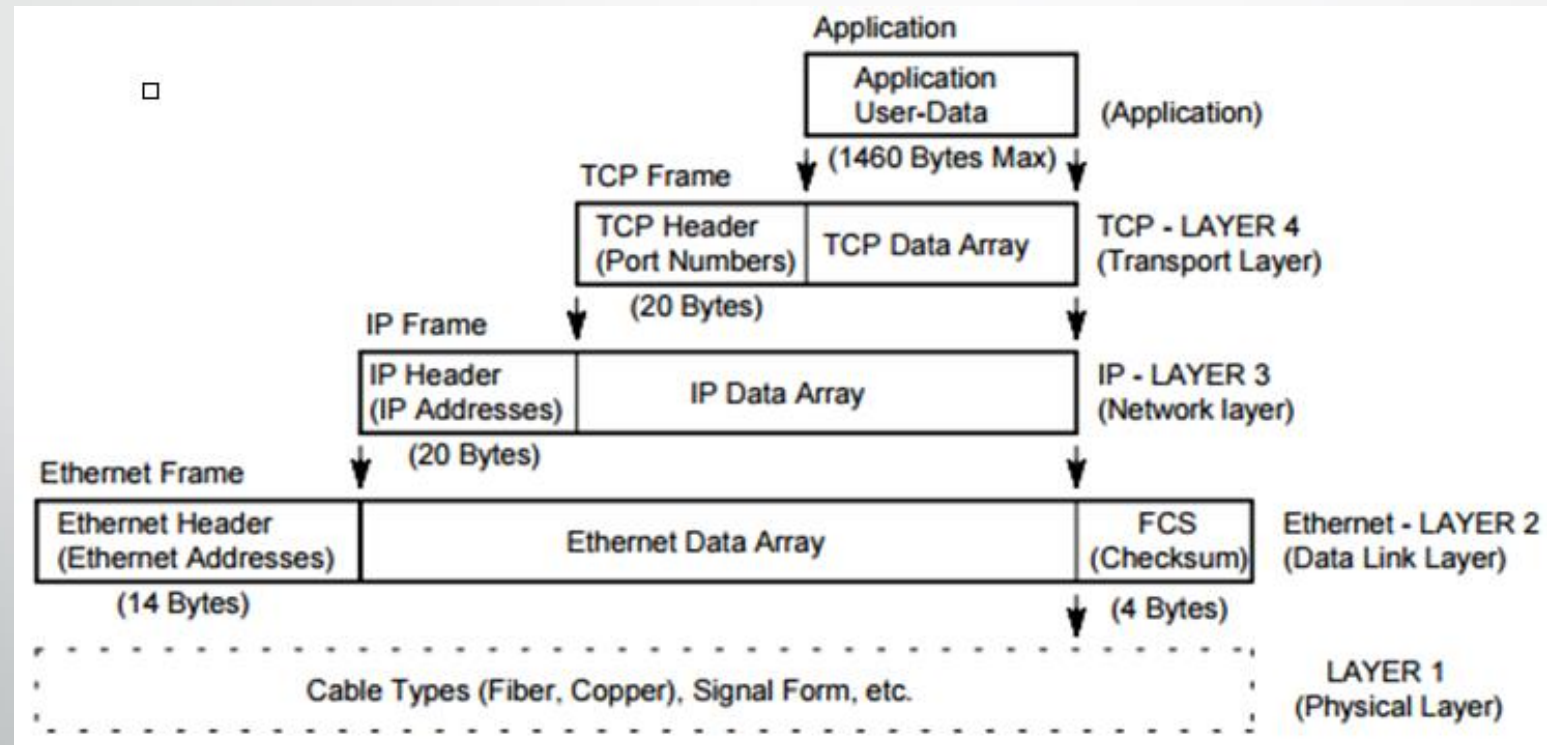 Application
Application
User-Data
(Application)
(1460 Bytes Max)
TCP Frame
TCP Header
(Port Numbers)
TCP Data Array
TCP - LAYER 4
(Transport Layer)
(20 Bytes)
IP Frame
IP Header
(IP Addresses)
IP Data Array
IP - LAYER 3
(Network layer)
(20 Bytes)
Ethernet Frame
Ethernet Header
(Ethernet Addresses)
Ethernet Data Array
FCS
(Checksum)
Ethernet - LAYER 2
(Data Link Layer)
(14 Bytes)
(4 Bytes)
Cable Types (Fiber, Copper), Signal Form, etc.
LAYER 1
(Physical Layer)